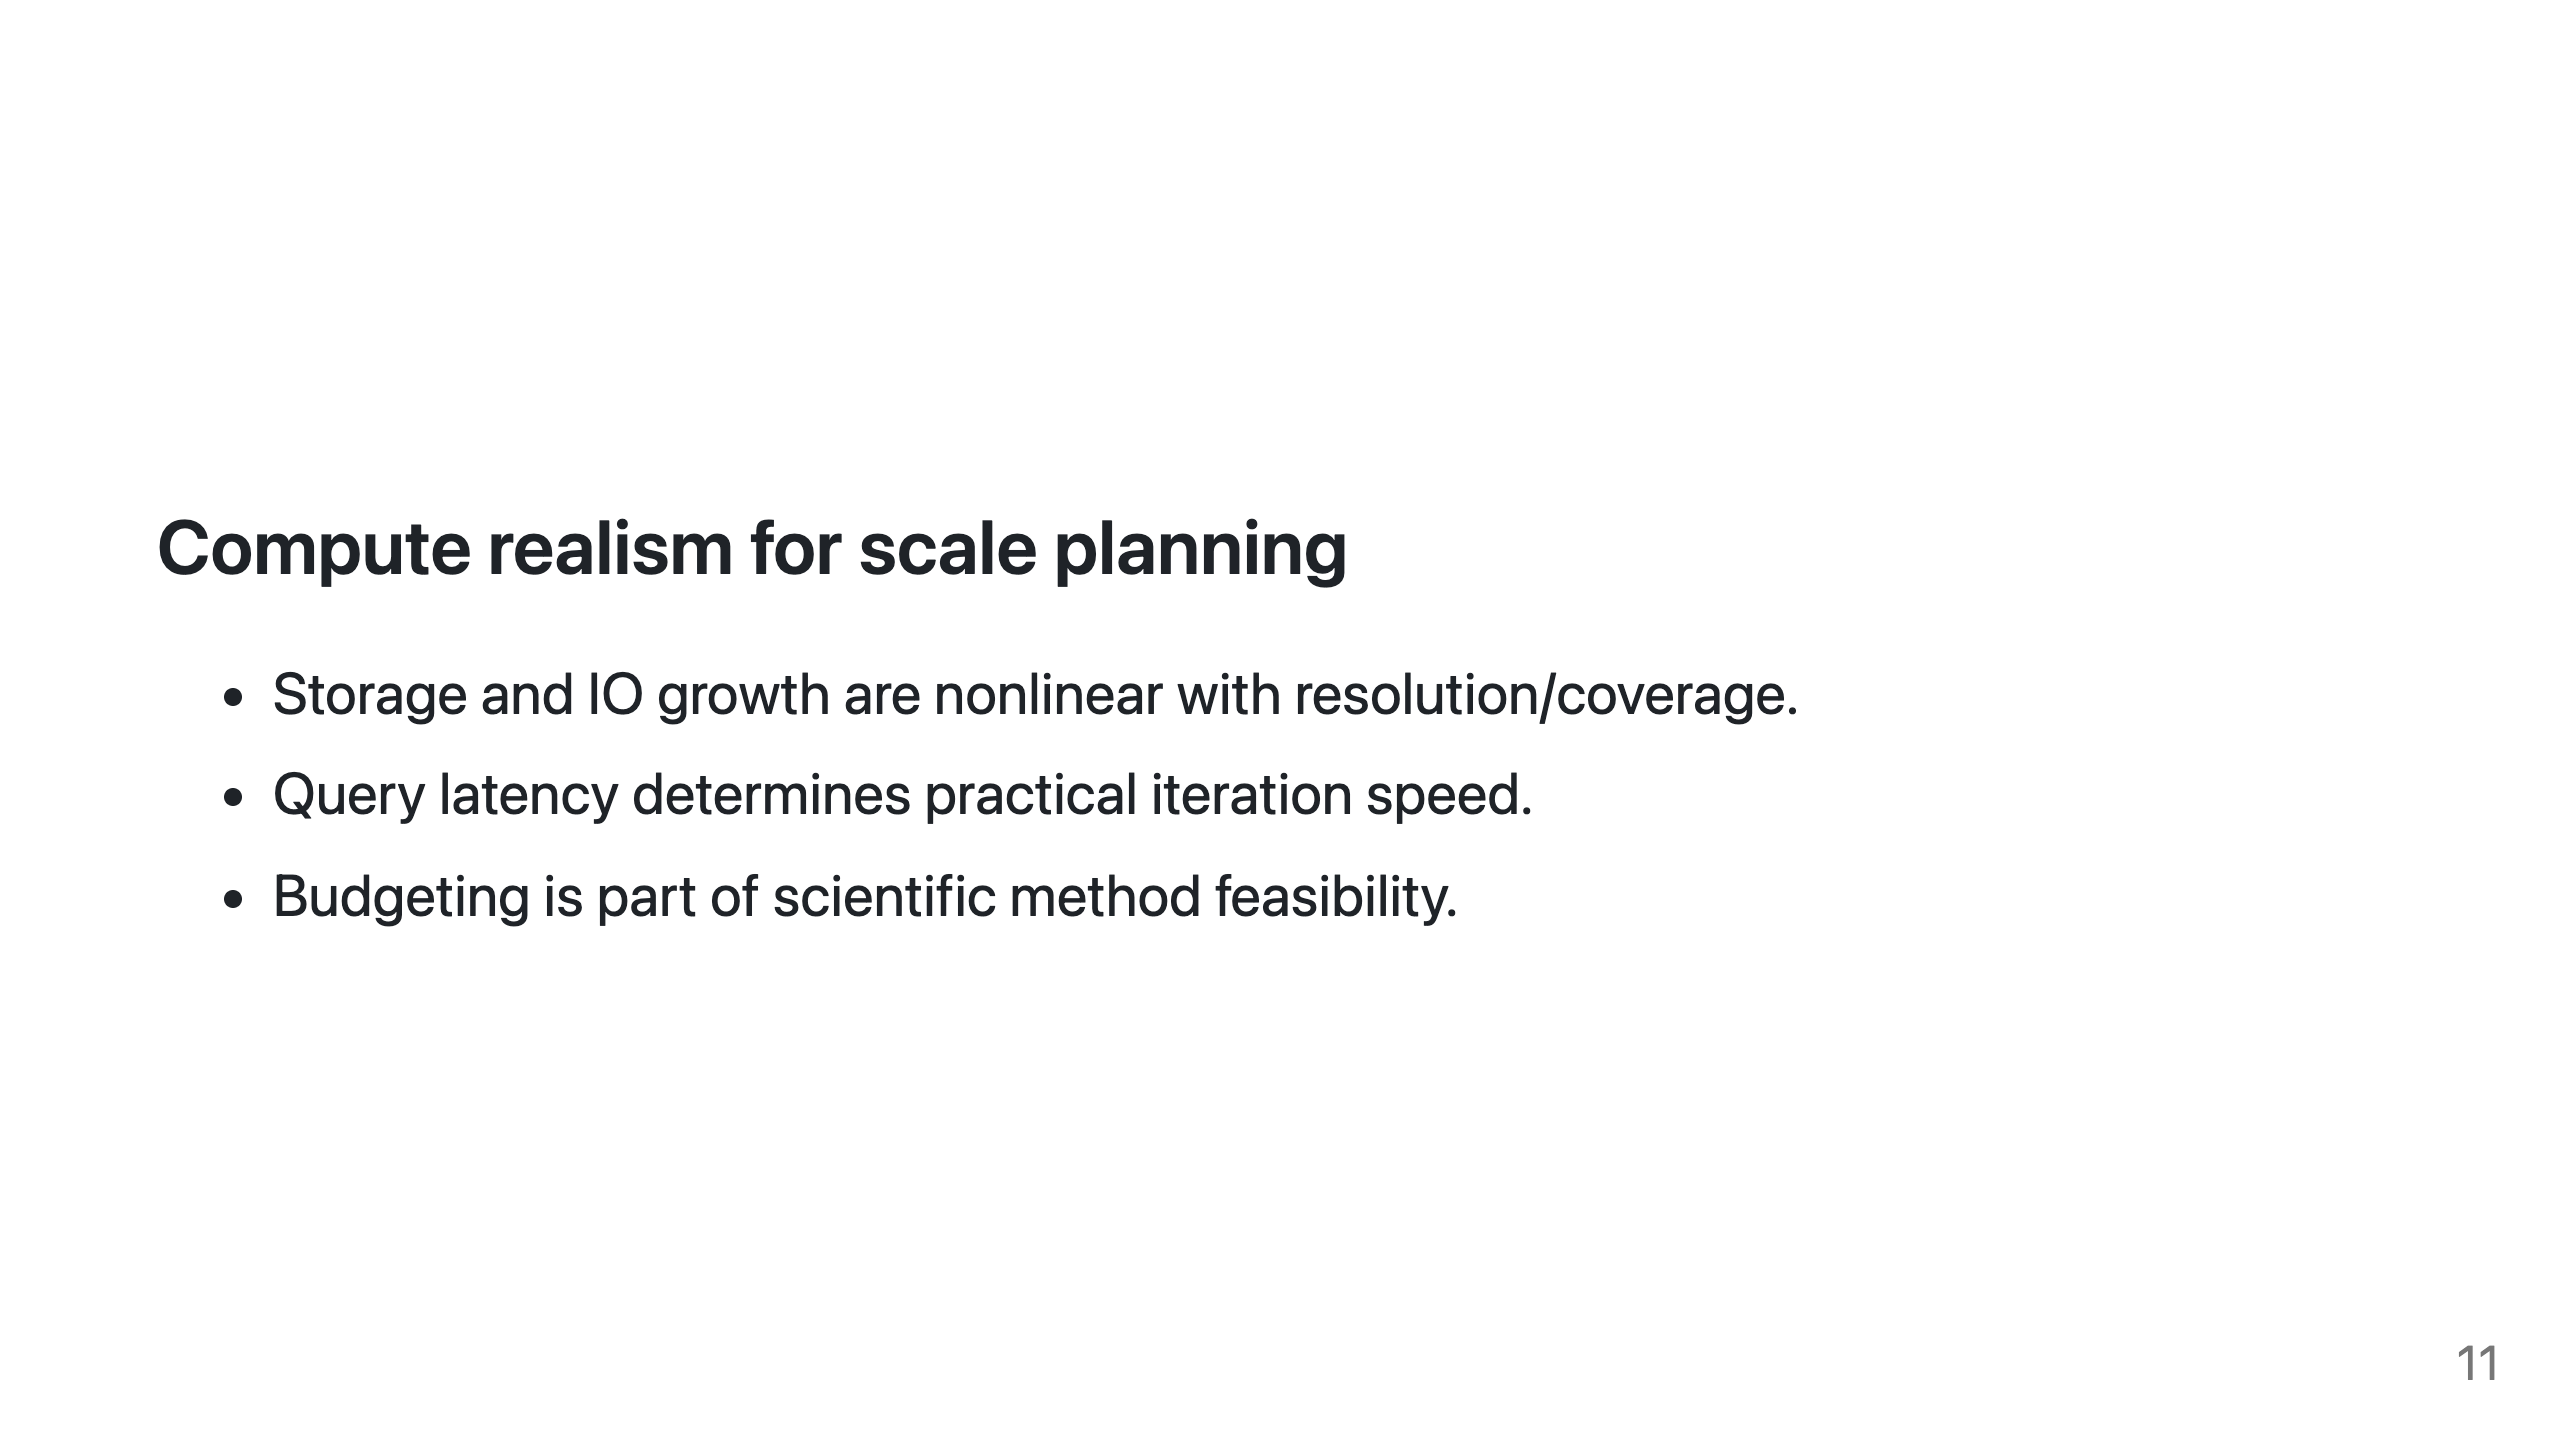 Compute realism for scale planning
• Storage and IO growth are nonlinear with resolution/coverage.
• Query latency determines practical iteration speed.
• Budgeting is part of scientific method feasibility.
11